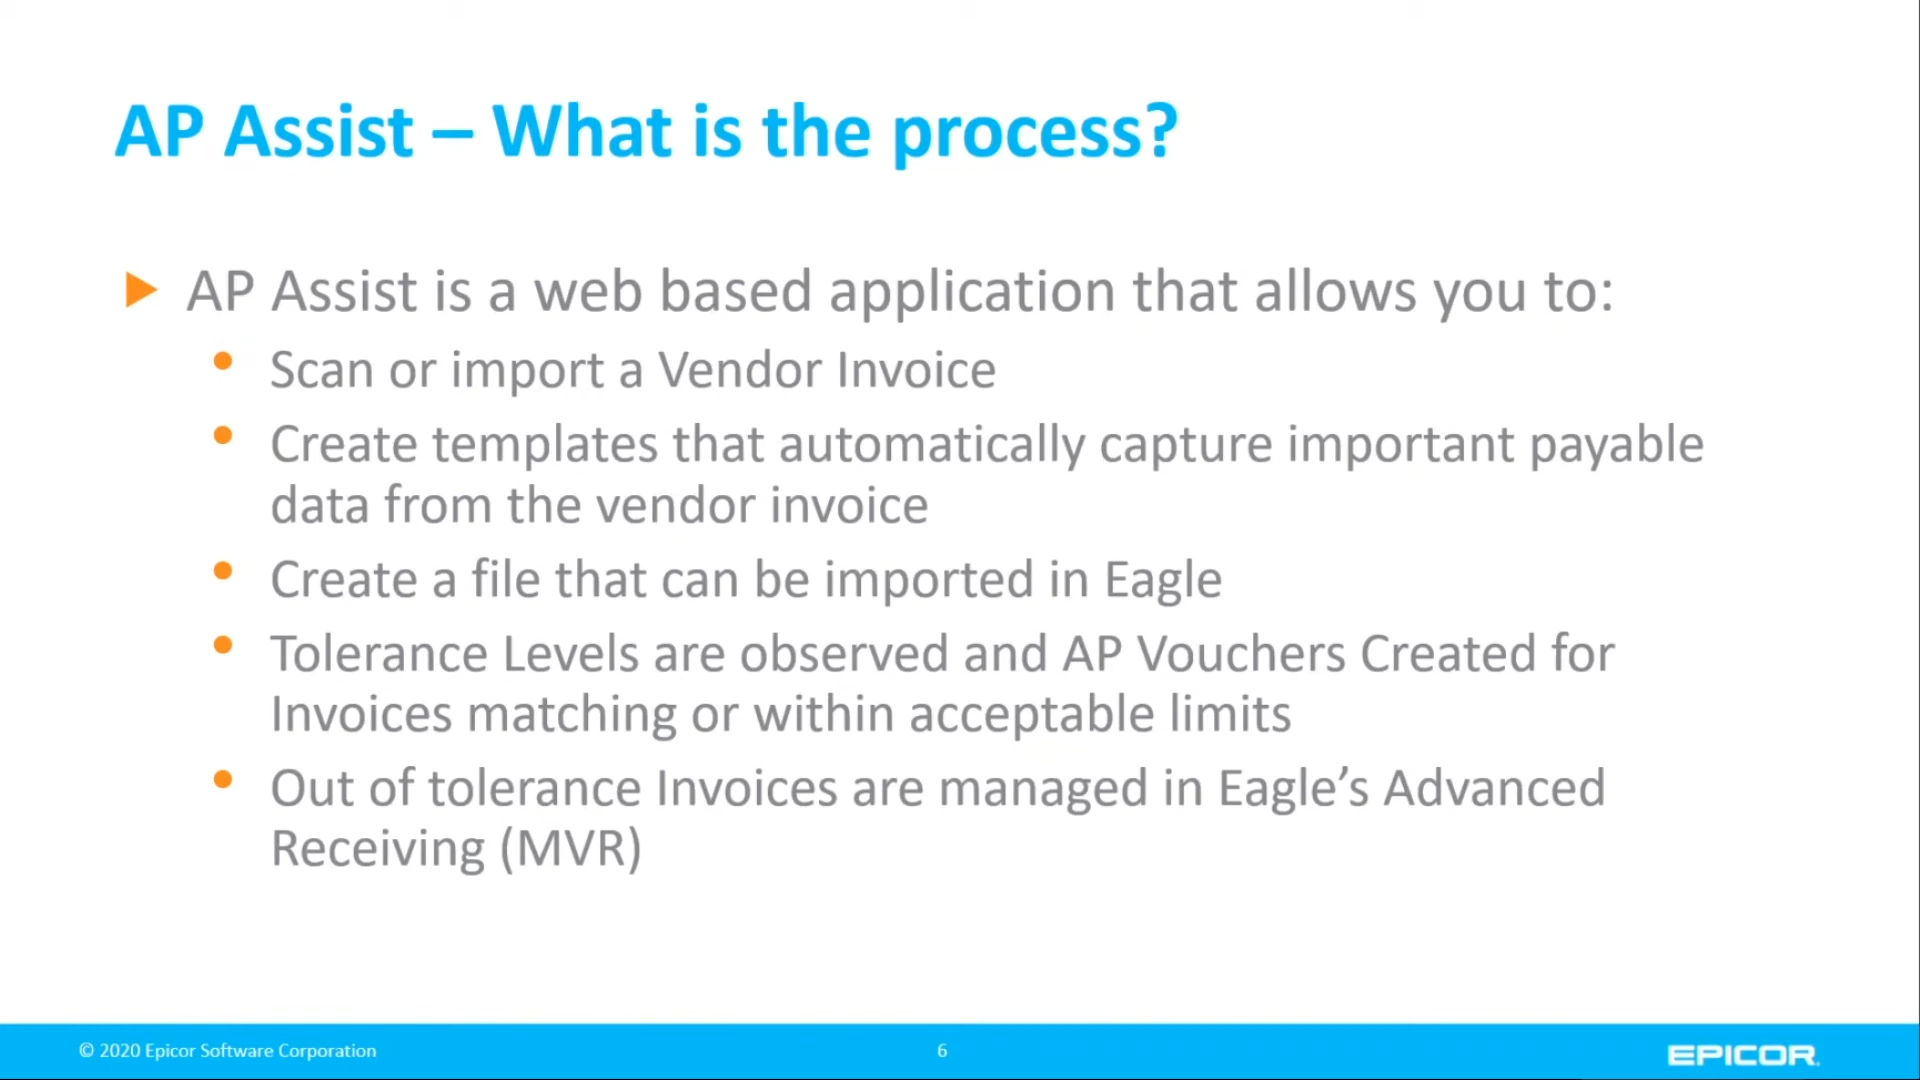 AP Assist – What is the process?
AP Assist is a web based application that allows you to:
Scan or import a Vendor Invoice
Create templates that automatically capture important payable
data from the vendor invoice
Create a file that can be imported in Eagle
Tolerance Levels are observed and AP Vouchers Created for
Invoices matching or within acceptable limits
Out of tolerance Invoices are managed in Eagle’s Advanced
Receiving (MVR)
© 2020 Epicor Software Corporation
6
EPICOR